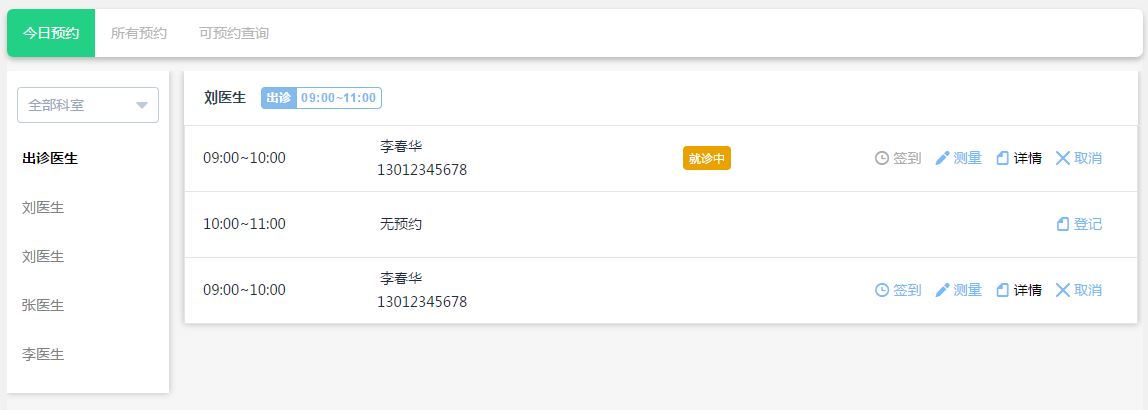 今日预约 所有预约 可预约查询
全部科室
出诊医生
刘医生
刘医生
张医生
李医生
刘医生 出诊 09:00~11:00
09:00~10:00 李春华 13012345678 就诊中 签到 测量 详情 取消
10:00~11:00 无预约 登记
09:00~10:00 李春华 13012345678 签到 测量 详情 取消